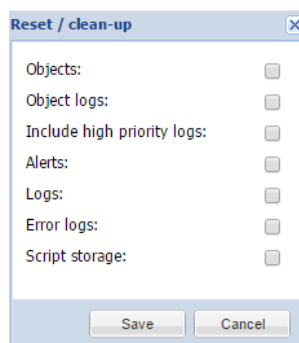 Reset / clean-up
Objects:
Object logs:
Include high priority logs:
Alerts:
Logs:
Error logs:
Script storage:
Save Cancel